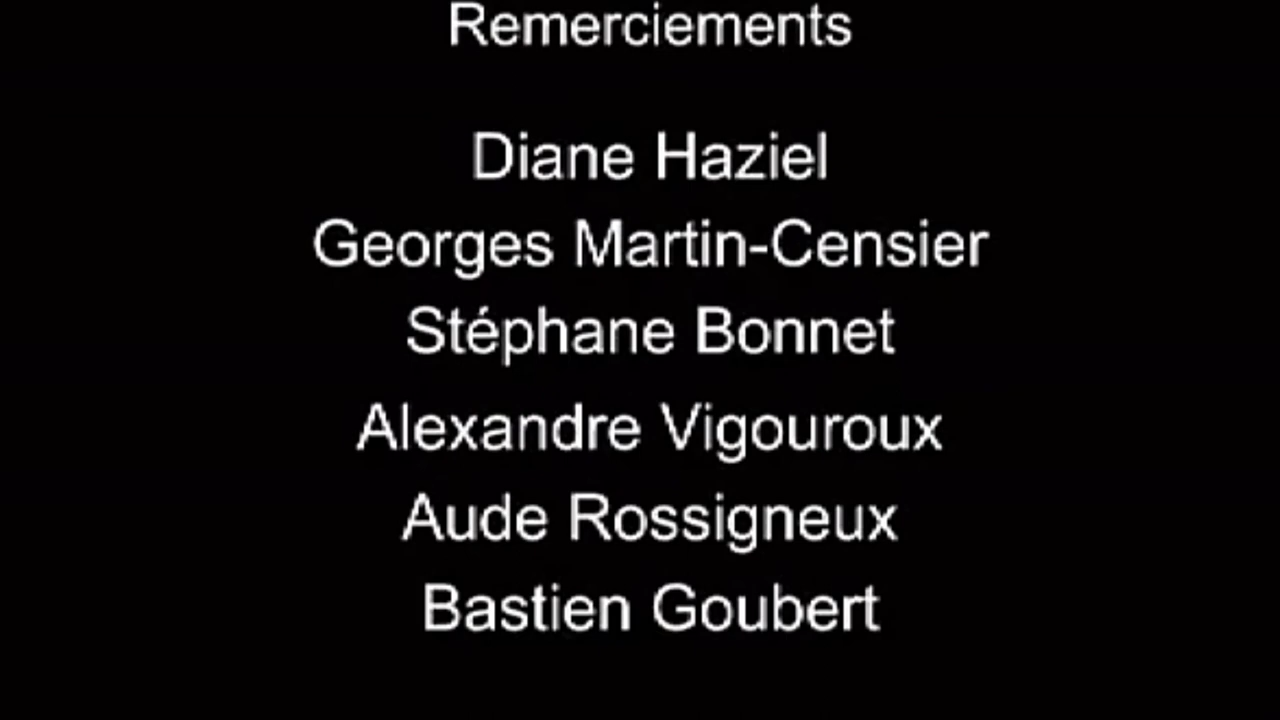 Remerciements
Diane Haziel
Georges Martin-Censier
Stéphane Bonnet
Alexandre Vigouroux
Aude Rossigneux
Bastien Goubert